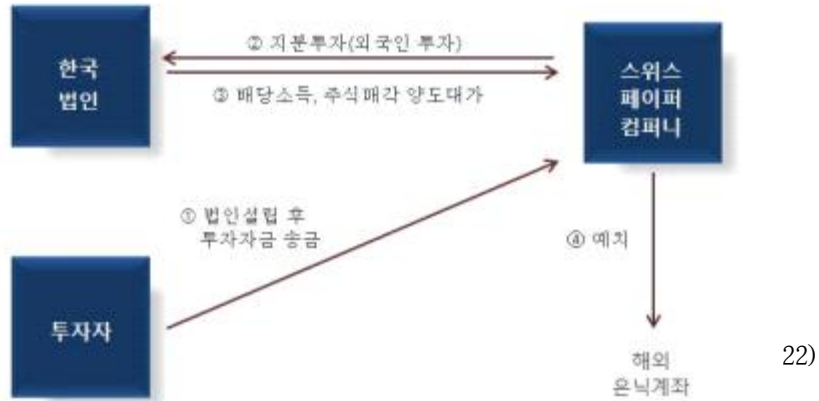 ② 지분투자(외국인 투자)
한국
법인
스위스
페이퍼
컴퍼니
③ 배당소득, 주식매각 양도대가
① 법인설립 후
투자자금 송금
④ 예치
투자자
해외
은닉계좌
22)